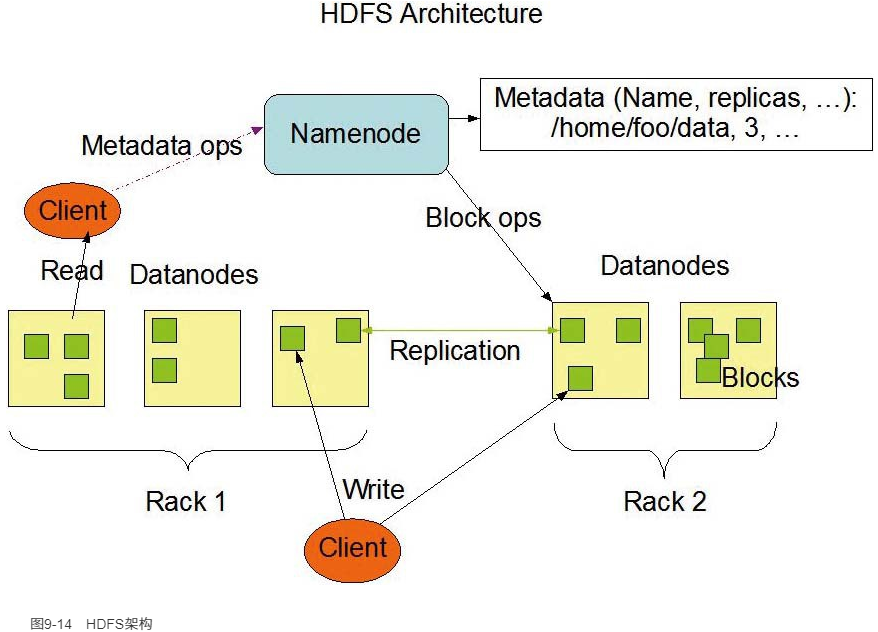 HDFS Architecture
Metadata (Name, replicas, …):
/home/foo/data, 3, …
Namenode
Metadata ops
Client
Block ops
Read
Datanodes
Datanodes
Replication
Blocks
Rack 1
Write
Rack 2
Client
图9-14 HDFS架构